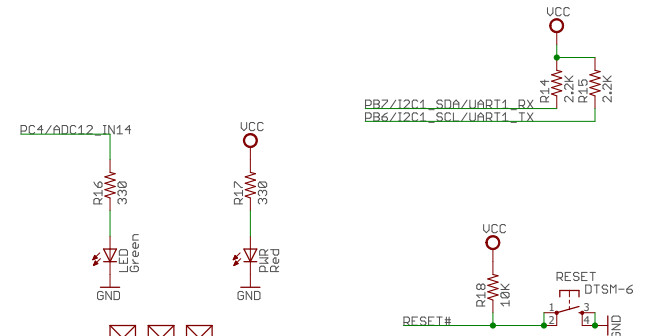 VCC
R14
2.2K
R15
2.2K
PB7/I2C1_SDA/UART1_RX
PB6/I2C1_SCL/UART1_TX
PC4/ADC12_IN14
VCC
R16
330
R17
330
LED
Green
PWR
Red
GND
GND
VCC
R18
10K
RESET
DTSM-6
1
3
2
4
RESET#
GND